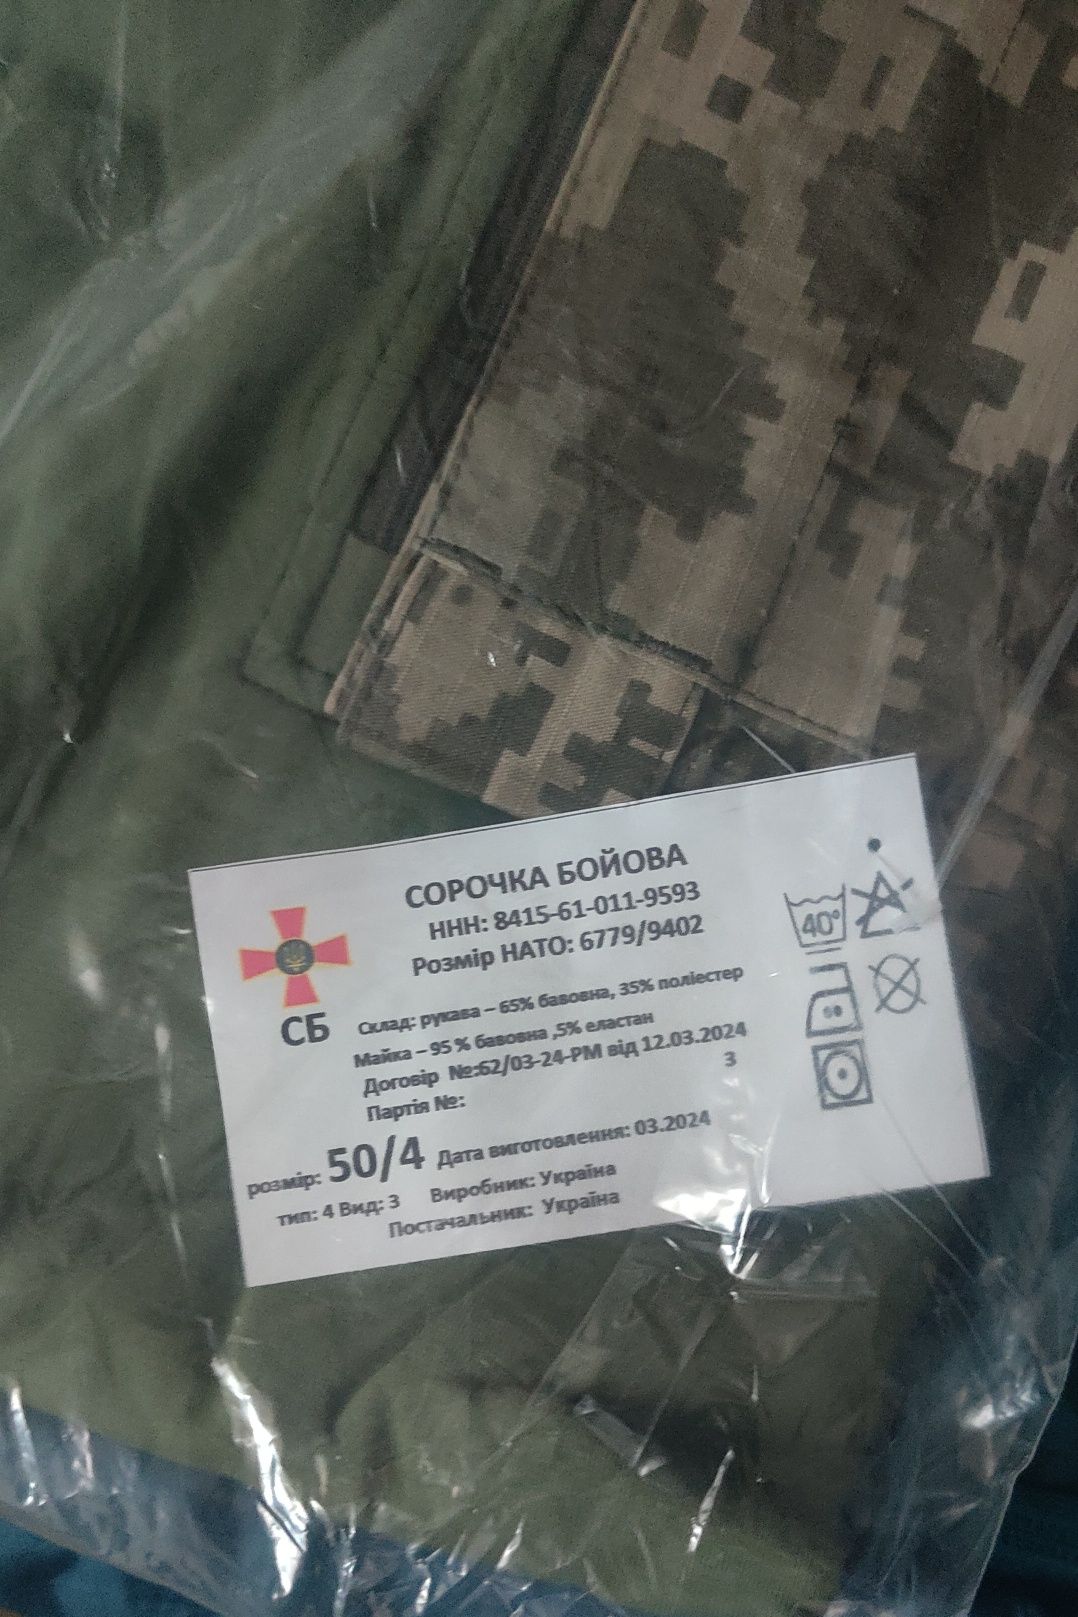 СОРОЧКА БОЙОВА
ННН: 8415-61-011-9593
Розмір НАТО: 6779/9402
СБ
Склад: рукава – 65% бавовна, 35% поліестер
Майка – 95 % бавовна ,5% еластан
Договір №:62/03-24-РМ від 12.03.2024
Партія №: 3
розмір: 50/4 Дата виготовлення: 03.2024
тип: 4 Вид: 3 Виробник: Україна
Постачальник: Україна
40°